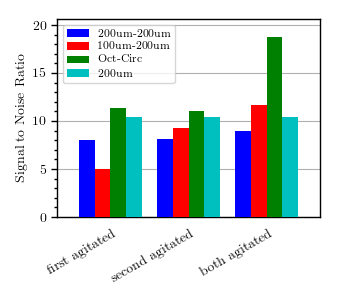 20
15
10
5
0
Signal to Noise Ratio
200um-200um
100um-200um
Oct-Circ
200um
first agitated
second agitated
both agitated